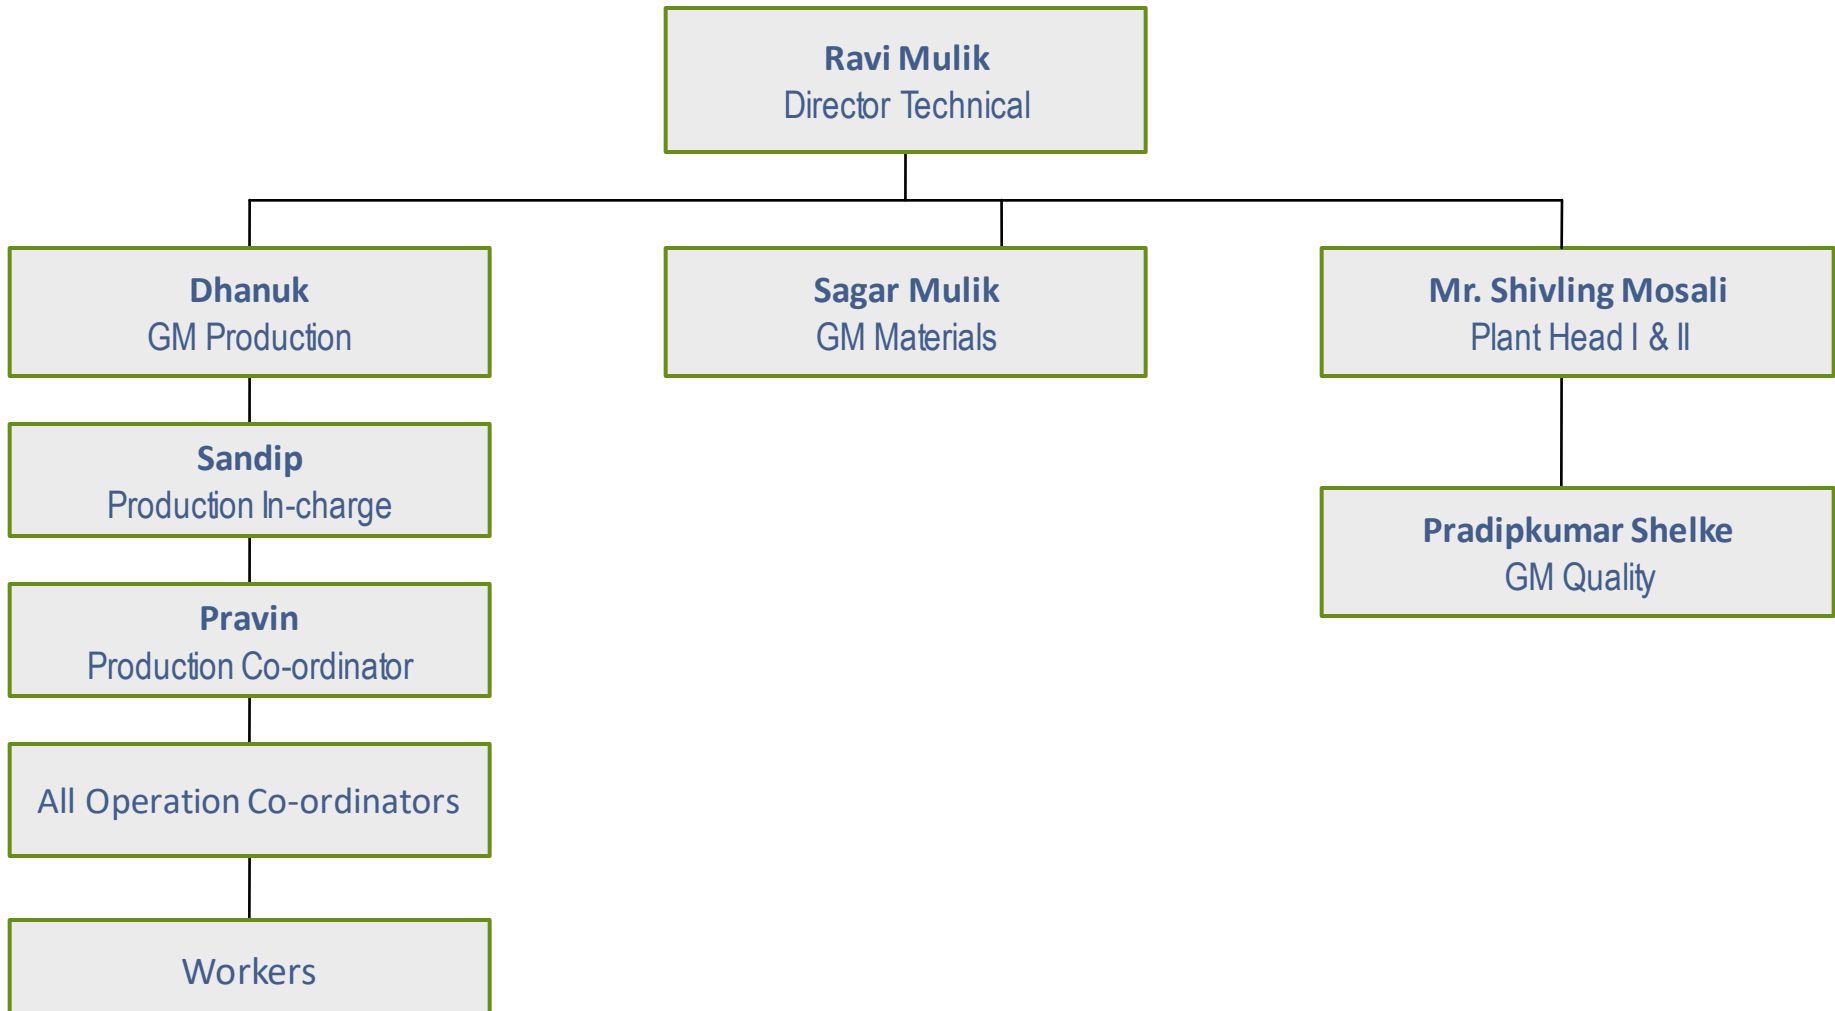 Ravi Mulik
Director Technical
Dhanuk
GM Production
Sagar Mulik
GM Materials
Mr. Shivling Mosali
Plant Head I & II
Sandip
Production In-charge
Pradipkumar Shelke
GM Quality
Pravin
Production Co-ordinator
All Operation Co-ordinators
Workers